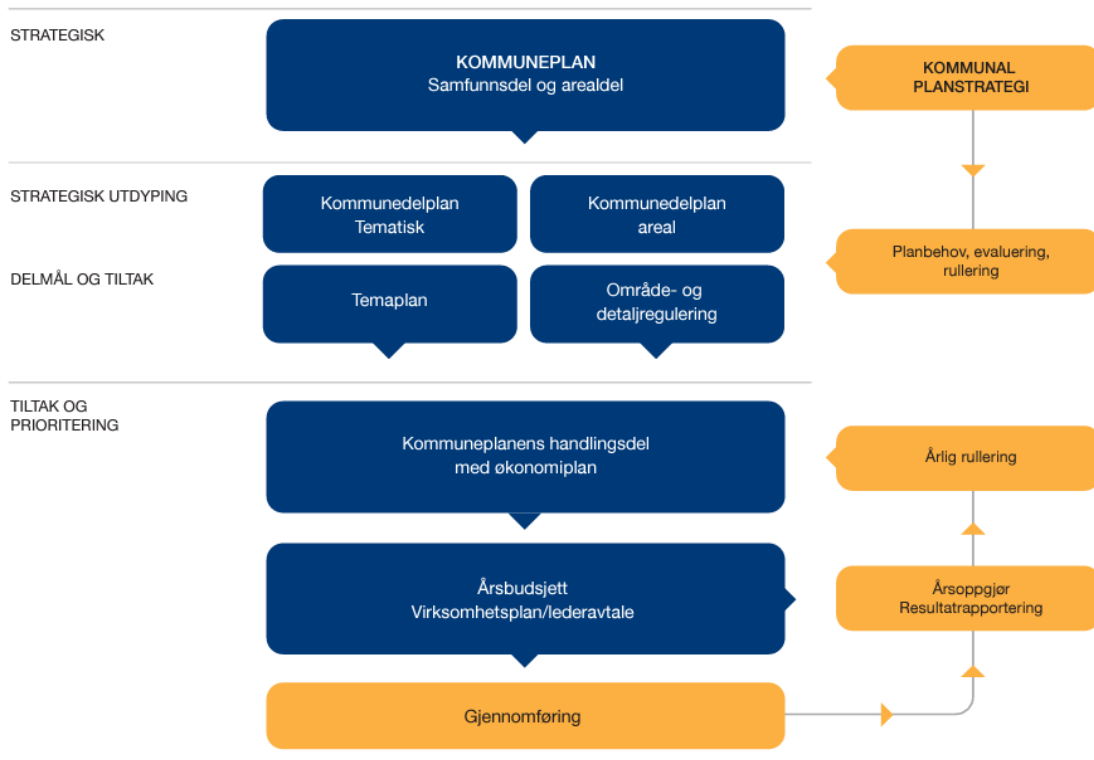 STRATEGISK
KOMMUNEPLAN
Samfunnsdel og arealdel
KOMMUNAL
PLANSTRATEGI
STRATEGISK UTDYPING
Kommunedelplan
Tematisk
Kommunedelplan
areal
Planbehov, evaluering,
rullering
DELMÅL OG TILTAK
Temaplan
Område- og
detaljregulering
TILTAK OG
PRIORITERING
Kommuneplanens handlingsdel
med økonomiplan
Årlig rullering
Årsbudsjett
Virksomhetsplan/lederavtale
Årsoppgjør
Resultatrapportering
Gjennomføring